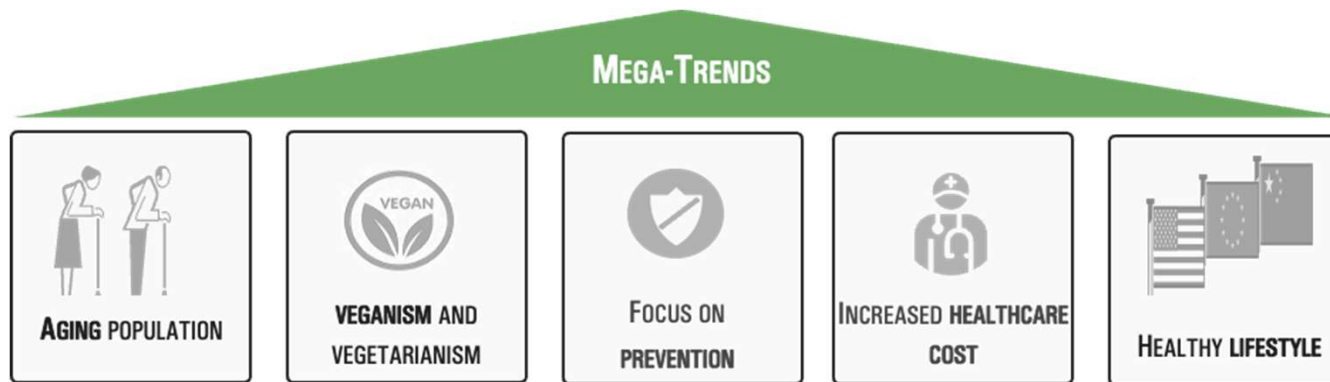 MEGA-TRENDS
VEGAN
AGING POPULATION
VEGANISM AND
VEGETARIANISM
FOCUS ON
PREVENTION
INCREASED HEALTHCARE
COST
HEALTHY LIFESTYLE